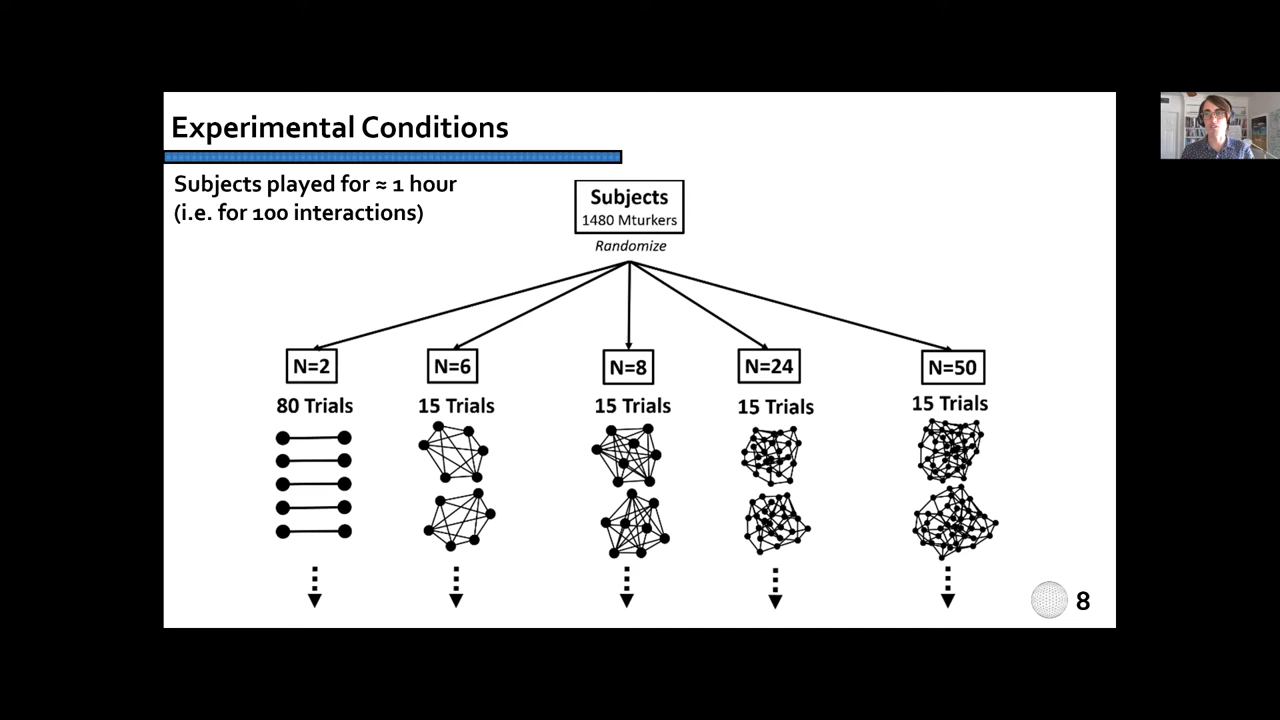 Experimental Conditions
Subjects played for ≈ 1 hour
(i.e. for 100 interactions)
Subjects
1480 Mturkers
Randomize
N=2
N=6
N=8
N=24
N=50
80 Trials
15 Trials
15 Trials
15 Trials
15 Trials
8